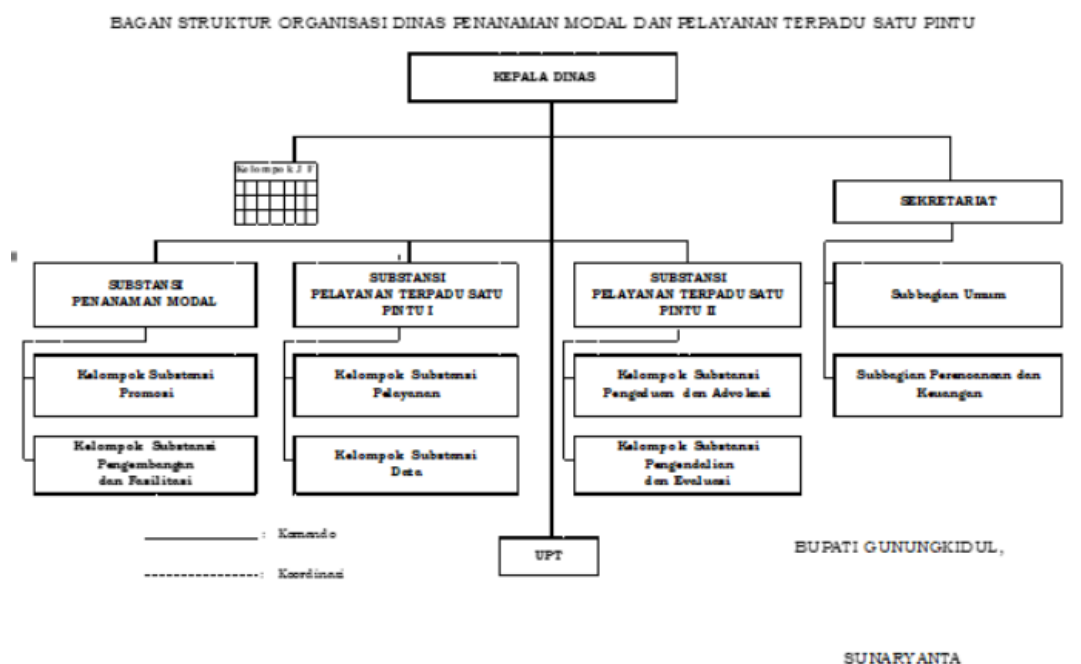 BAGAN STRUKTUR ORGANISASI DINAS PENANAMAN MODAL DAN PELAYANAN TERPADU SATU PINTU
KEPALA DINAS
Kelompok J F
SEKRETARIAT
SUBSTANSI
PENANAMAN MODAL
SUBSTANSI
PELAYANAN TERPADU SATU
PINTU I
SUBSTANSI
PELAYANAN TERPADU SATU
PINTU II
Subbagian Umum
Kelompok Substansi
Promosi
Kelompok Substansi
Pelayanan
Kelompok Substansi
Pengaduan dan Advokasi
Subbagian Perencanaan dan
Keuangan
Kelompok Substansi
Pengembangan
dan Fasilitasi
Kelompok Substansi
Data
Kelompok Substansi
Pengendalian
dan Evaluasi
: Komando
: Koordinasi
UPT
BUPATI GUNUNGKIDUL,
SUNARYANTA